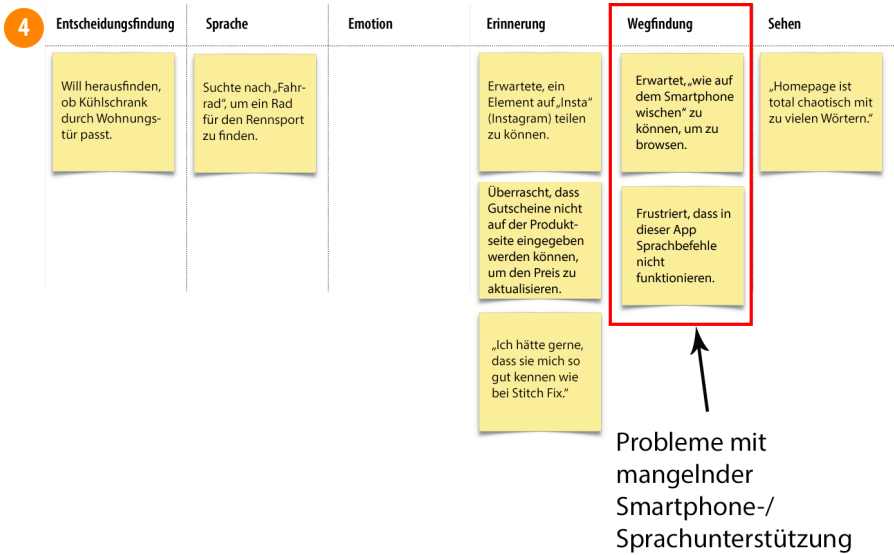 4
Entscheidungsfindung
Sprache
Emotion
Erinnerung
Wegfindung
Sehen
Will herausfinden,
ob Kühlschrank
durch Wohnungs-
tür passt.
Suchte nach „Fahr-
rad“, um ein Rad
für den Rennsport
zu finden.
Erwartete, ein
Element auf „Insta“
(Instagram) teilen
zu können.
Überrascht, dass
Gutscheine nicht
auf der Produkt-
seite eingegeben
werden können,
um den Preis zu
aktualisieren.
„Ich hätte gerne,
dass sie mich so
gut kennen wie
bei Stitch Fix.“
Erwartet, „wie auf
dem Smartphone
wischen“ zu
können, um zu
browsen.
Frustriert, dass in
dieser App
Sprachbefehle
nicht
funktionieren.
„Homepage ist
total chaotisch mit
zu vielen Wörtern.“
Probleme mit
mangelnder
Smartphone-/
Sprachunterstützung